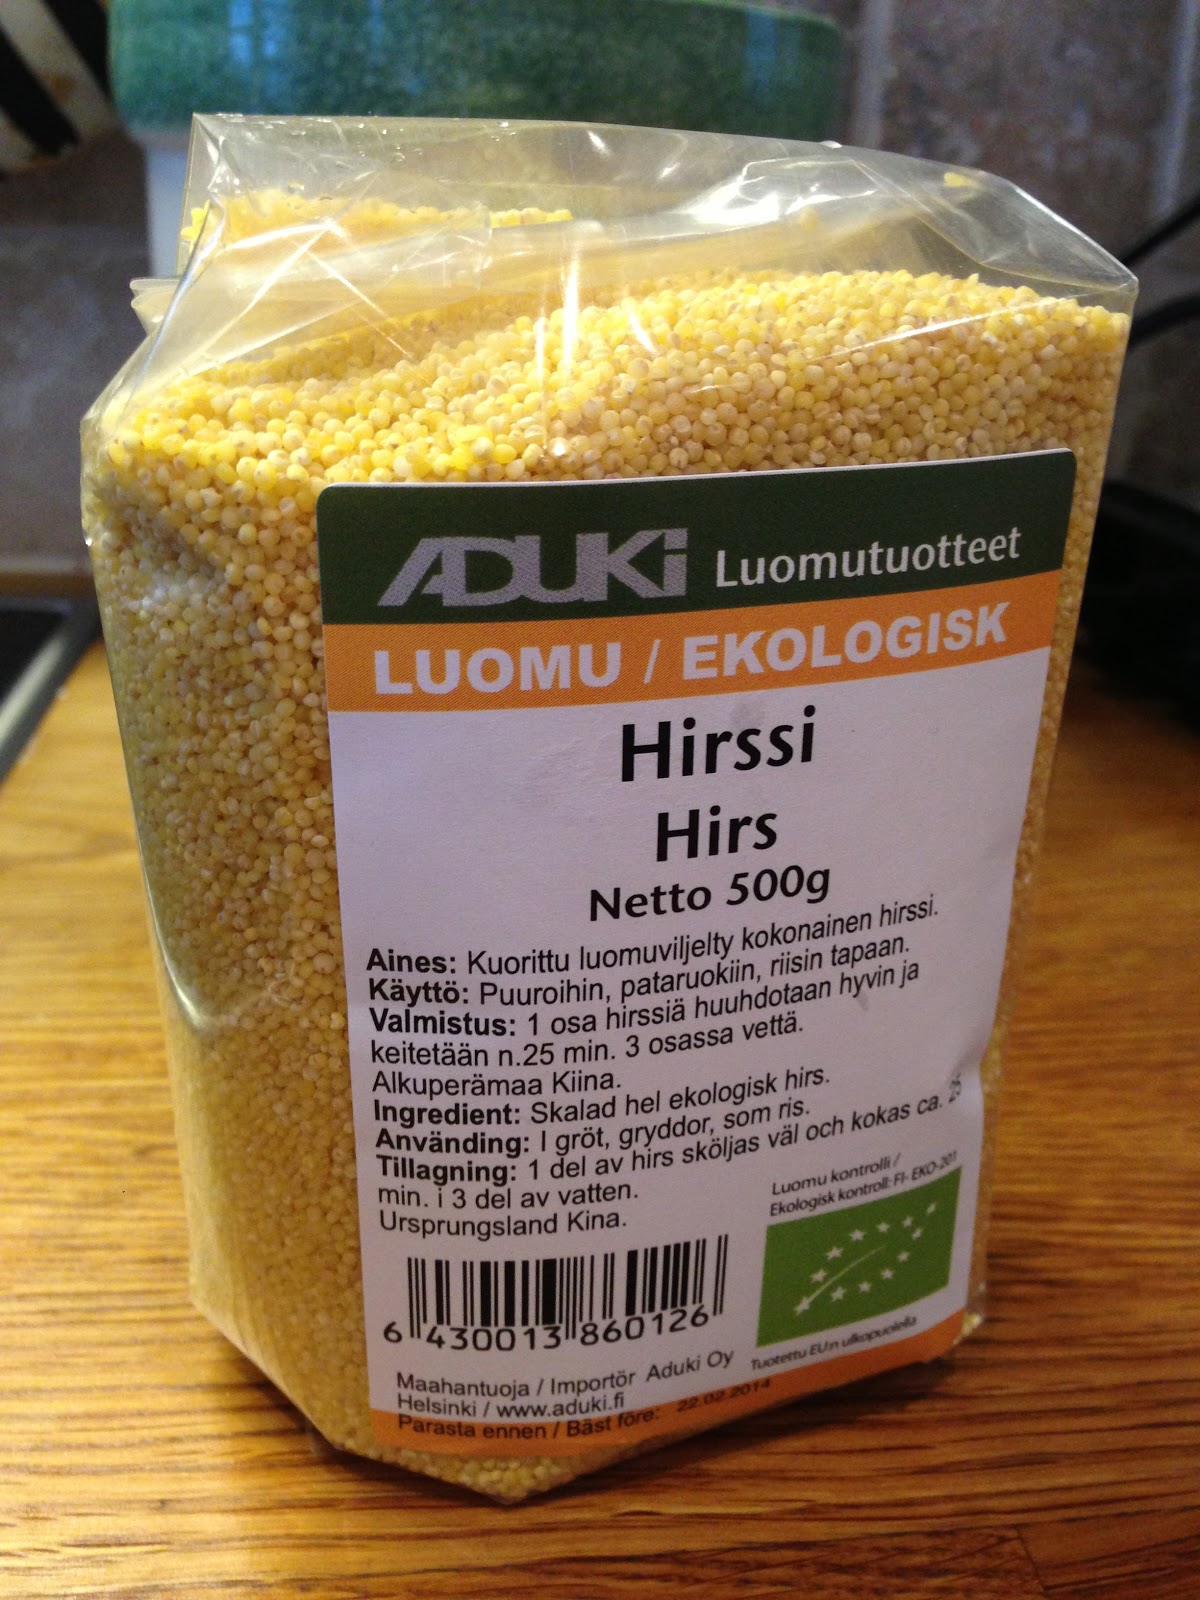 ADUKi Luomutuotteet
LUOMU / EKOLOGISK
Hirssi
Hirs
Netto 500g
Aines: Kuorittu luomuviljelty kokonainen hirssi.
Käyttö: Puuroihin, pataruokiin, riisin tapaan.
Valmistus: 1 osa hirssiä huuhdotaan hyvin ja
keitetään n.25 min. 3 osassa vettä.
Alkuperämaa Kiina.
Ingredient: Skalad hel ekologisk hirs.
Använding: I gröt, gryddor, som ris.
Tillagning: 1 del av hirs sköljas väl och kokas ca. 25
min. i 3 del av vatten.
Ursprungsland Kina.
Luomu kontrolli /
Ekologisk kontroll: FI- EKO-201
6 430013 860126
Tuotettu EU:n ulkopuolella
Maahantuoja / Importör Aduki Oy
Helsinki / www.aduki.fi
Parasta ennen / Bäst före: 22.02.2014